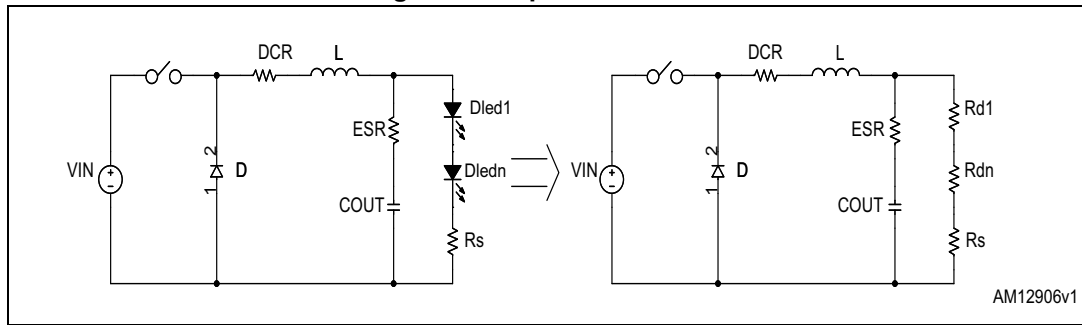 DCR L DCR L
Dled1 Rd1
ESR ESR
VIN + - 1 2 D Dledn VIN + - 1 2 D Rdn
COUT COUT
Rs Rs
AM12906v1